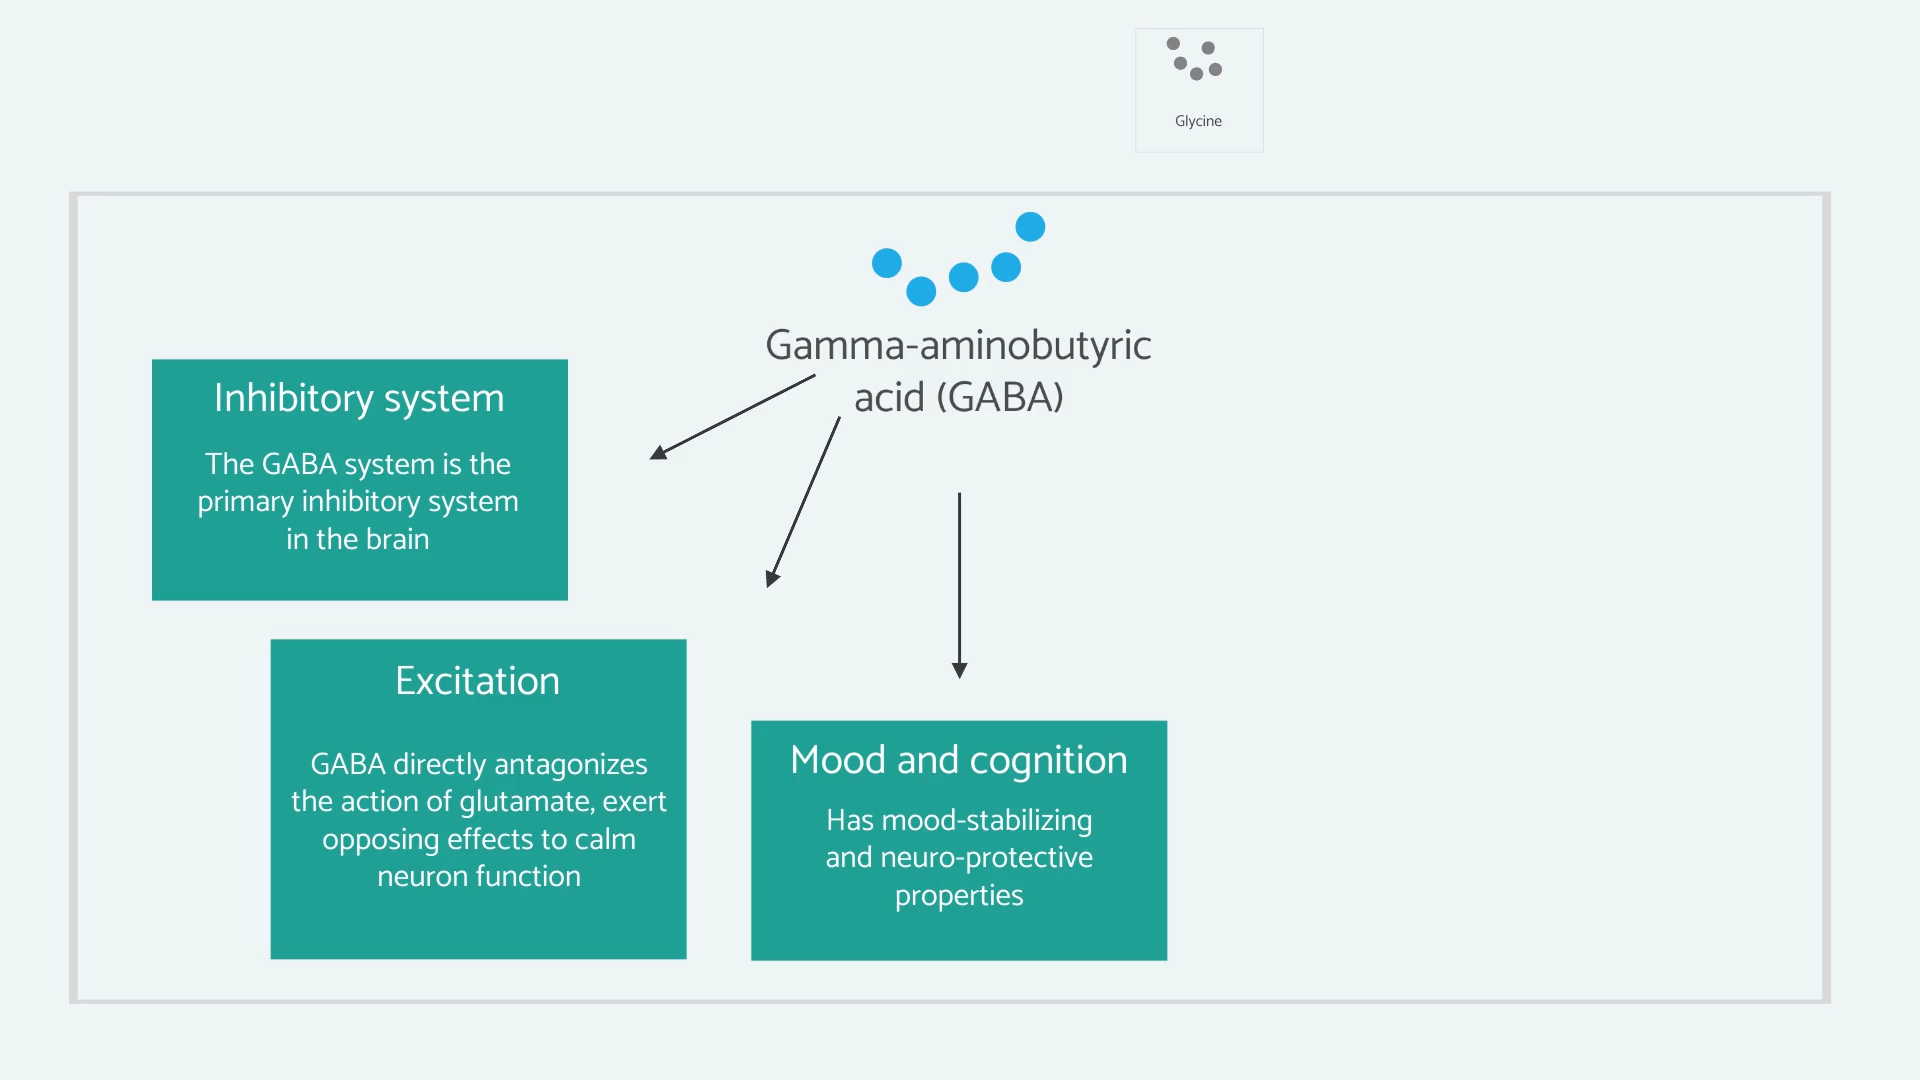 Glycine
Gamma-aminobutyric
acid (GABA)
Inhibitory system
The GABA system is the
primary inhibitory system
in the brain
Excitation
GABA directly antagonizes
the action of glutamate, exert
opposing effects to calm
neuron function
Mood and cognition
Has mood-stabilizing
and neuro-protective
properties